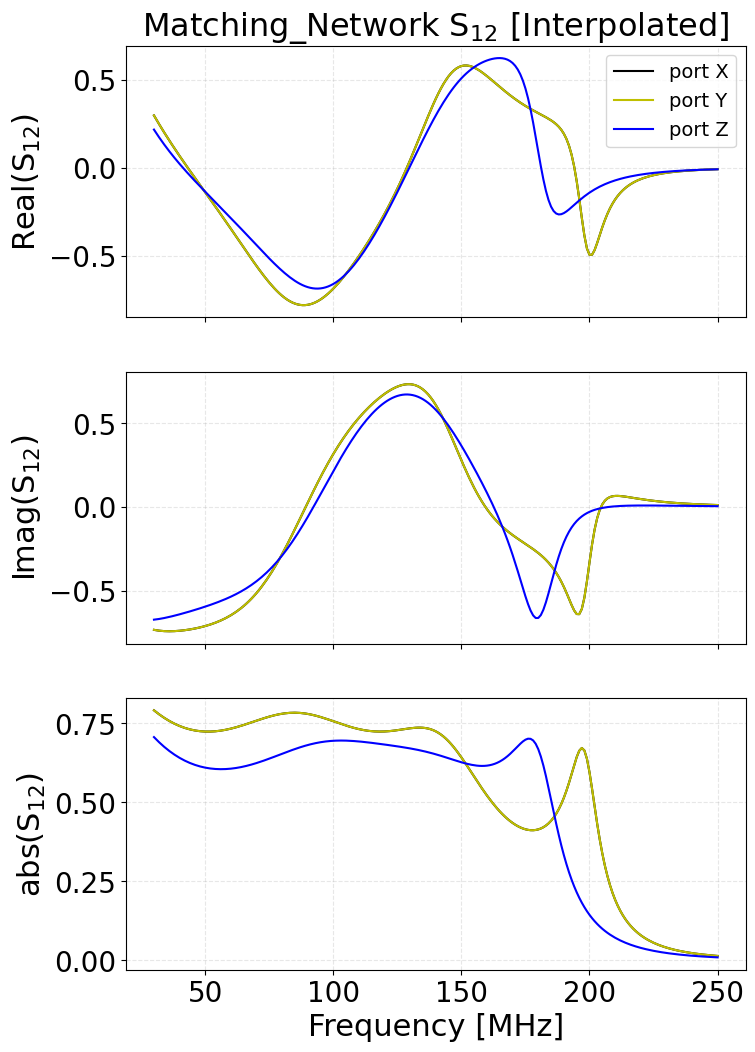 Matching_Network S₁₂ [Interpolated]
port X
port Y
port Z
Real(S₁₂)
0.5
0.0
−0.5
Imag(S₁₂)
0.5
0.0
−0.5
abs(S₁₂)
0.75
0.50
0.25
0.00
50 100 150 200 250
Frequency [MHz]